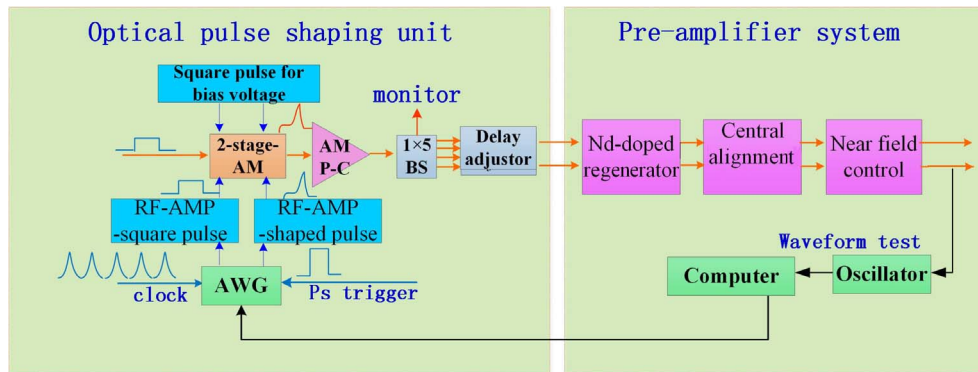 Optical pulse shaping unit
Pre-amplifier system
Square pulse for
bias voltage
monitor
2-stage-
AM
AM
P-C
1×5
BS
Delay
adjustor
Nd-doped
regenerator
Central
alignment
Near field
control
RF-AMP
-square pulse
RF-AMP
-shaped pulse
Waveform test
clock
AWG
Ps trigger
Computer
Oscillator